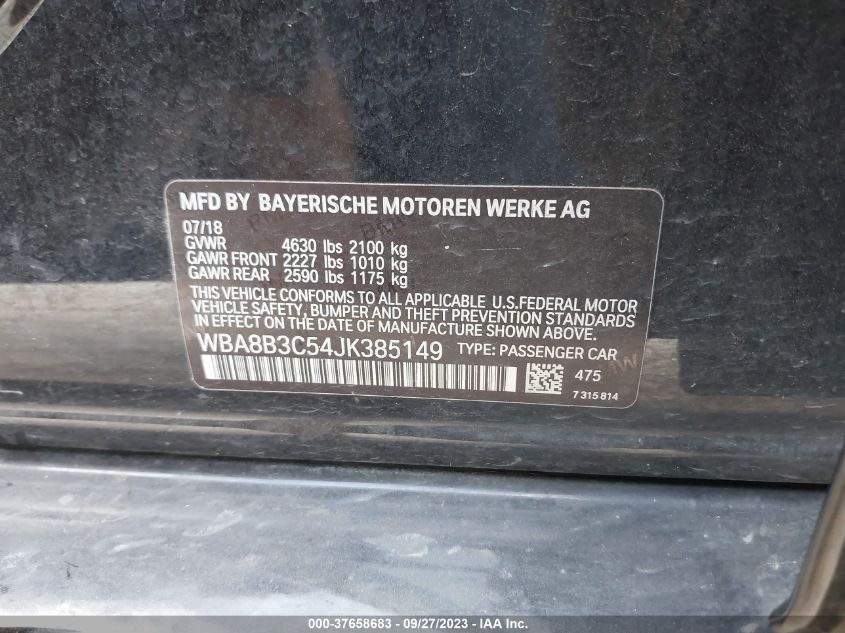 MFD BY BAYERISCHE MOTOREN WERKE AG
07/18
GVWR 4630 lbs 2100 kg
GAWR FRONT 2227 lbs 1010 kg
GAWR REAR 2590 lbs 1175 kg
THIS VEHICLE CONFORMS TO ALL APPLICABLE U.S.FEDERAL MOTOR
VEHICLE SAFETY, BUMPER AND THEFT PREVENTION STANDARDS
IN EFFECT ON THE DATE OF MANUFACTURE SHOWN ABOVE.
WBA8B3C54JK385149 TYPE: PASSENGER CAR
475
7 315 814
000-37658683 - 09/27/2023 - IAA Inc.